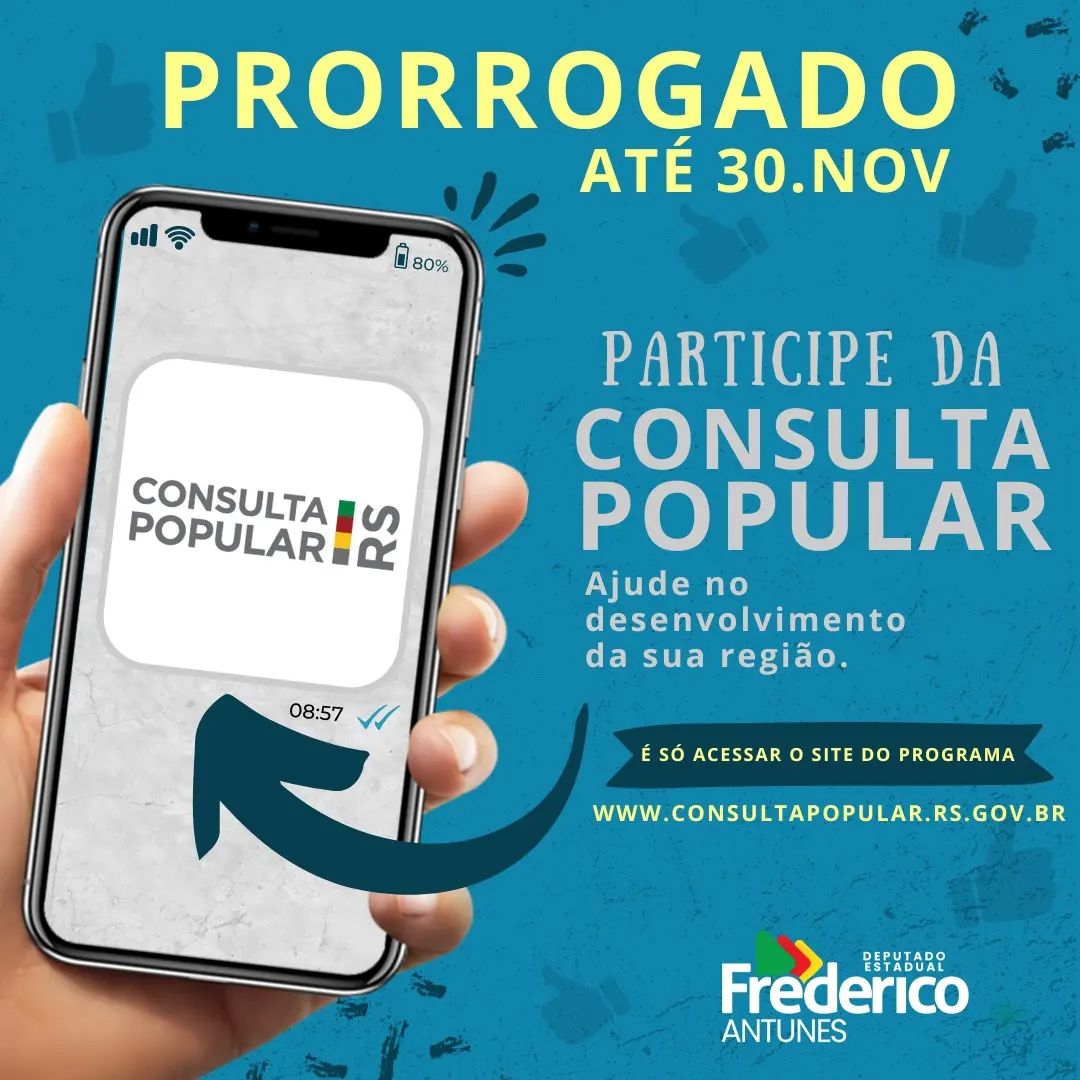 PRORROGADO
ATÉ 30.NOV
80%
PARTICIPE DA
CONSULTA
POPULAR
Ajude no
desenvolvimento
da sua região.
CONSULTA
POPULAR
RS
08:57
É SÓ ACESSAR O SITE DO PROGRAMA
WWW.CONSULTAPOPULAR.RS.GOV.BR
DEPUTADO
ESTADUAL
Frederico
ANTUNES